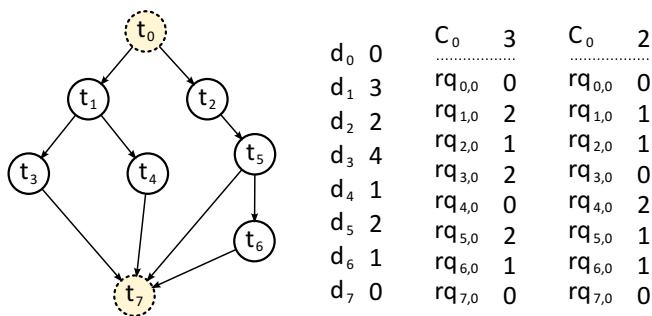 t₀
t₁
t₂
t₃
t₄
t₅
t₆
t₇
d₀ 0
d₁ 3
d₂ 2
d₃ 4
d₄ 1
d₅ 2
d₆ 1
d₇ 0
C₀ 3
rq₀,₀ 0
rq₁,₀ 2
rq₂,₀ 1
rq₃,₀ 2
rq₄,₀ 0
rq₅,₀ 2
rq₆,₀ 1
rq₇,₀ 0
C₀ 2
rq₀,₀ 0
rq₁,₀ 1
rq₂,₀ 1
rq₃,₀ 0
rq₄,₀ 2
rq₅,₀ 1
rq₆,₀ 1
rq₇,₀ 0